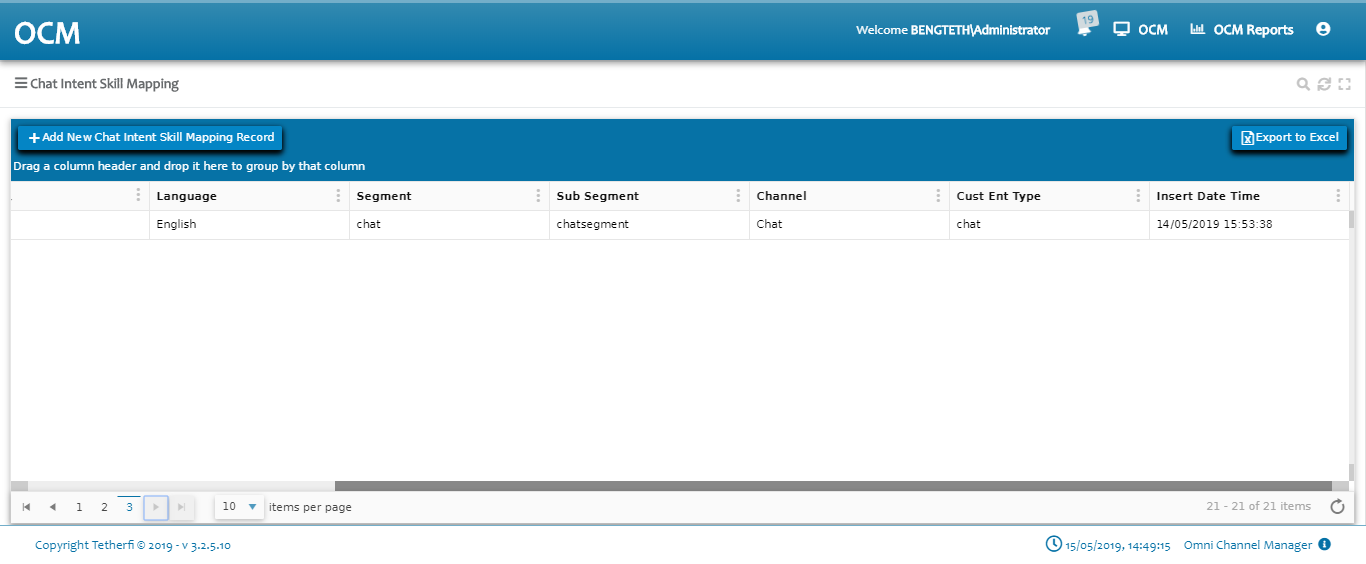 OCM
Welcome BENGTETH\Administrator
19
OCM
OCM Reports
Chat Intent Skill Mapping
Add New Chat Intent Skill Mapping Record
Export to Excel
Drag a column header and drop it here to group by that column
Language Segment Sub Segment Channel Cust Ent Type Insert Date Time
English chat chatsegment Chat chat 14/05/2019 15:53:38
1 2 3 10 items per page 21 - 21 of 21 items
Copyright Tetherfi © 2019 - v 3.2.5.10 15/05/2019, 14:49:15 Omni Channel Manager